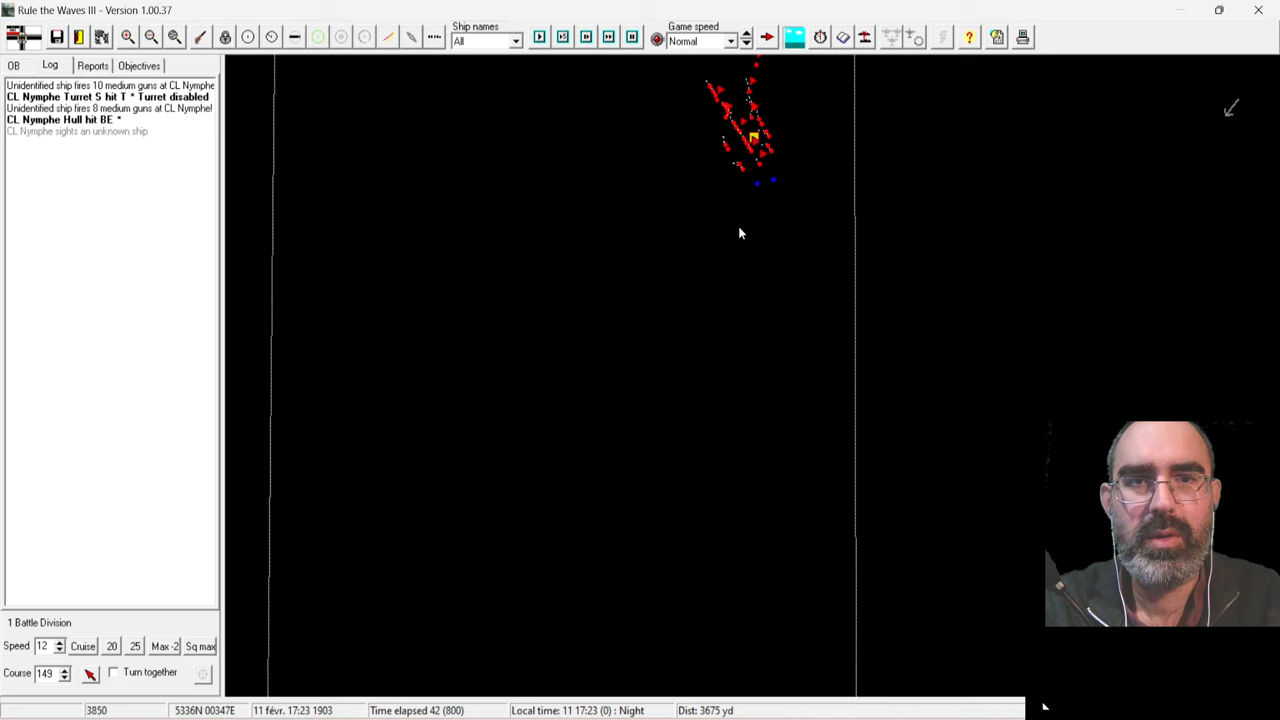 Rule the Waves III - Version 1.00.37
Ship names
All
Game speed
Normal
OB
Log
Reports
Objectives
Unidentified ship fires 10 medium guns at CL Nymphe
CL Nymphe Turret S hit T * Turret disabled
Unidentified ship fires 8 medium guns at CL Nymphe!
CL Nymphe Hull hit BE *
CL Nymphe sights an unknown ship
1 Battle Division
Speed 12 Cruise 20 25 Max -2 Sq max
Course 149 Turn together
3850 5336N 00347E 11 févr. 17:23 1903 Time elapsed 42 (800) Local time: 11 17:23 (0) : Night Dist: 3675 yd